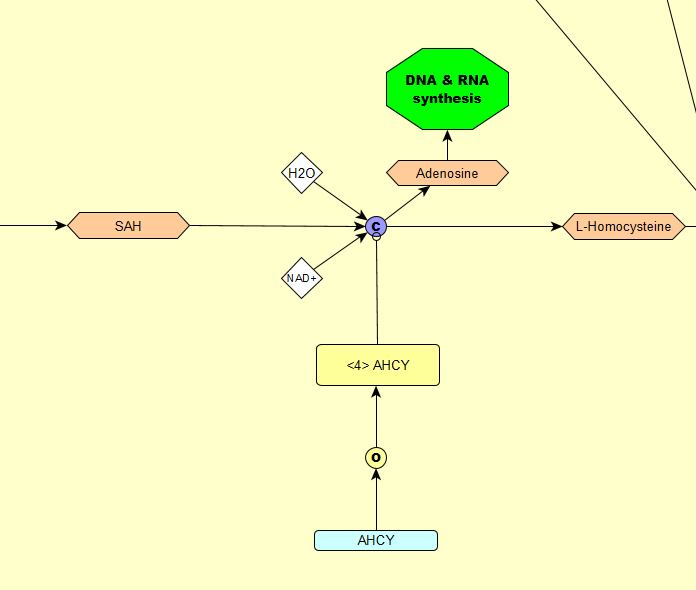 DNA & RNA
synthesis
H2O
Adenosine
SAH
C
L-Homocysteine
NAD+
<4> AHCY
O
AHCY